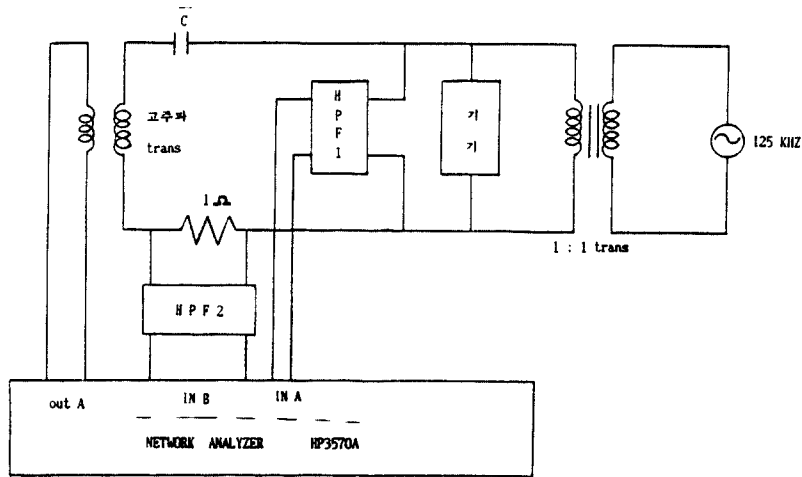 C
고주파
trans
H
P
F
1
기
기
125 KHZ
1 Ω
1 : 1 trans
H P F 2
out A
IN B
IN A
NETWORK ANALYZER HP3570A